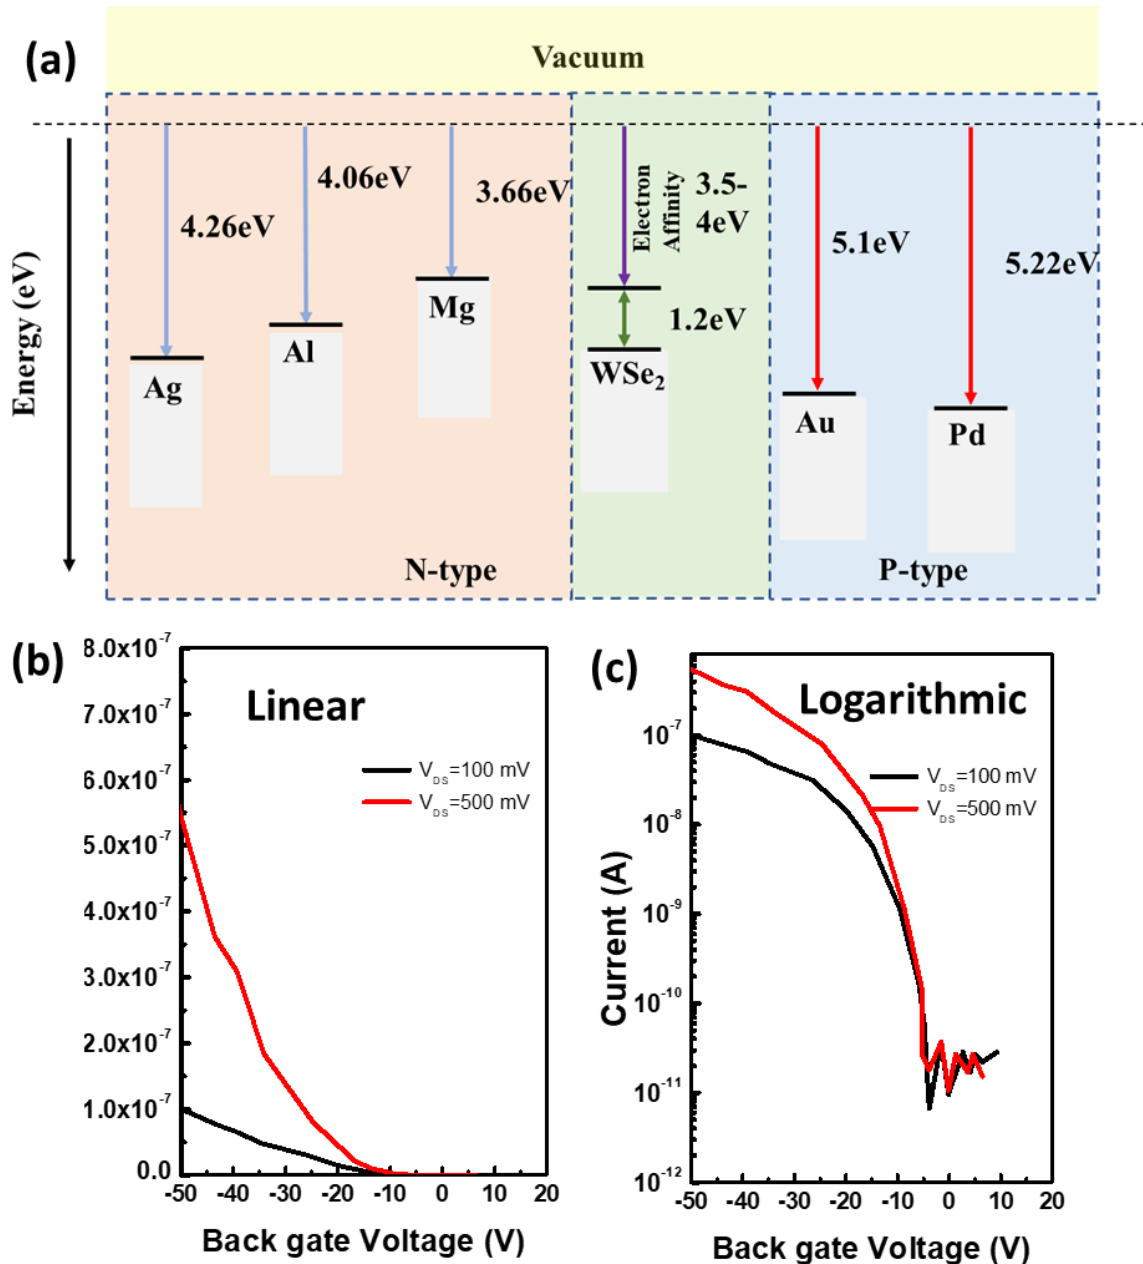 (a)
Vacuum
4.26eV
4.06eV
3.66eV
Electron
Affinity
3.5-
4eV
1.2eV
5.1eV
5.22eV
Energy (eV)
Ag
Al
Mg
WSe₂
Au
Pd
N-type
P-type
(b)
8.0x10⁻⁷
7.0x10⁻⁷
6.0x10⁻⁷
5.0x10⁻⁷
4.0x10⁻⁷
3.0x10⁻⁷
2.0x10⁻⁷
1.0x10⁻⁷
0.0
Linear
V_DS=100 mV
V_DS=500 mV
-50 -40 -30 -20 -10 0 10 20
Back gate Voltage (V)
(c)
Logarithmic
V_DS=100 mV
V_DS=500 mV
Current (A)
10⁻⁷
10⁻⁸
10⁻⁹
10⁻¹⁰
10⁻¹¹
10⁻¹²
-50 -40 -30 -20 -10 0 10 20
Back gate Voltage (V)